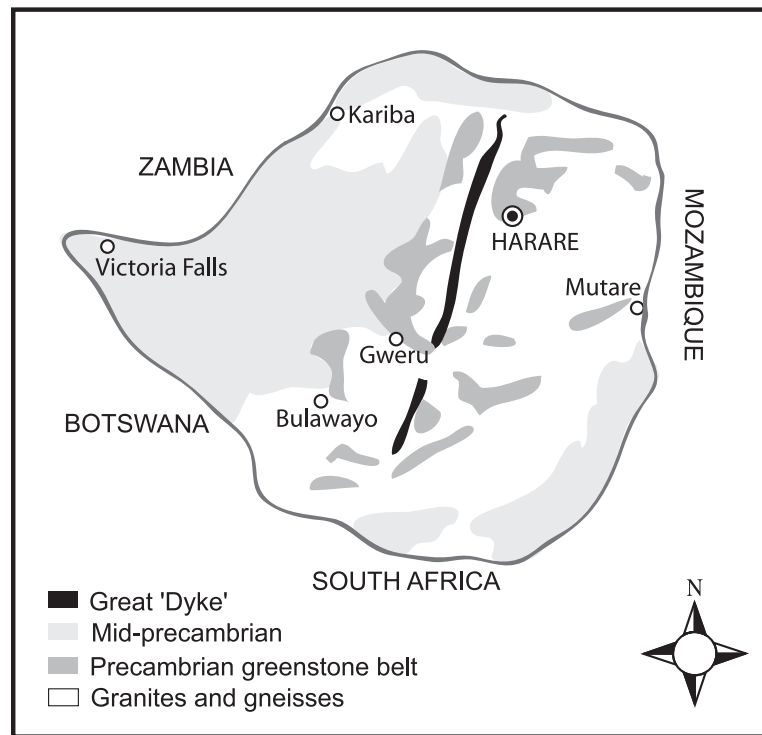 Kariba
ZAMBIA
HARARE
MOZAMBIQUE
Victoria Falls
Mutare
Gweru
BOTSWANA
Bulawayo
SOUTH AFRICA
Great 'Dyke'
Mid-precambrian
Precambrian greenstone belt
Granites and gneisses
N